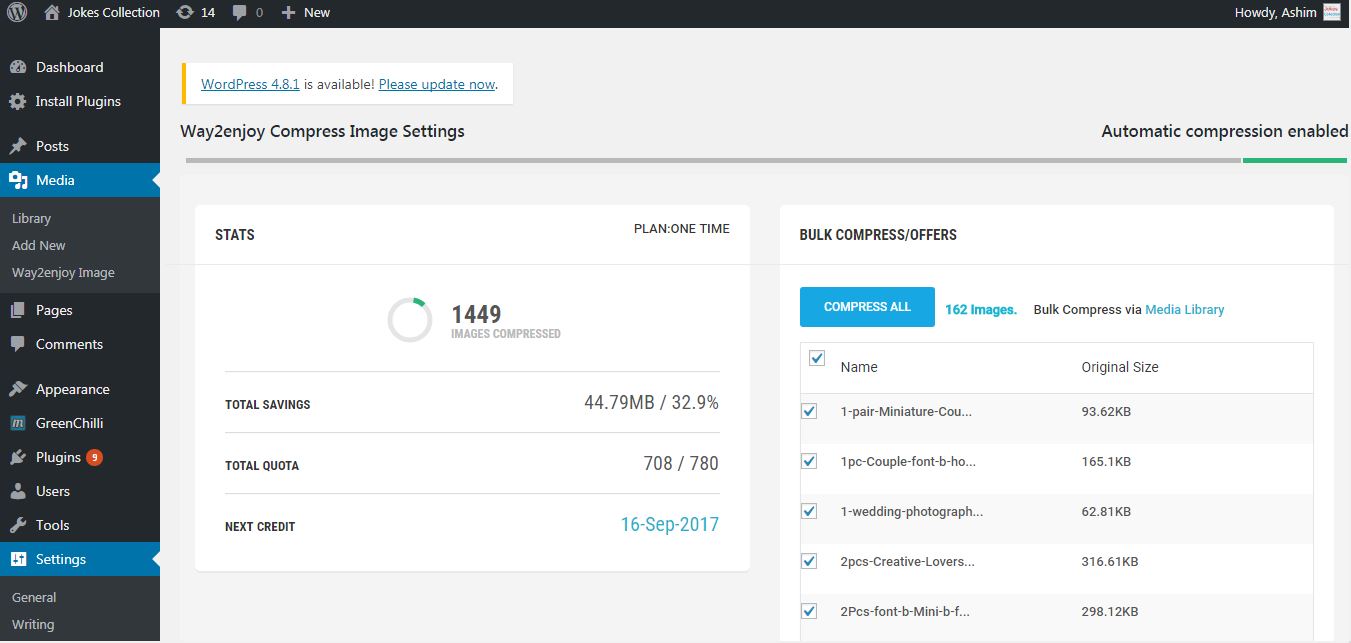 Jokes Collection 14 0 New Howdy, Ashim
Dashboard
Install Plugins
Posts
Media
Library
Add New
Way2enjoy Image
Pages
Comments
Appearance
GreenChilli
Plugins 9
Users
Tools
Settings
General
Writing
WordPress 4.8.1 is available! Please update now.
Way2enjoy Compress Image Settings
Automatic compression enabled
STATS
PLAN:ONE TIME
1449
IMAGES COMPRESSED
TOTAL SAVINGS 44.79MB / 32.9%
TOTAL QUOTA 708 / 780
NEXT CREDIT 16-Sep-2017
BULK COMPRESS/OFFERS
COMPRESS ALL 162 Images. Bulk Compress via Media Library
Name Original Size
1-pair-Miniature-Cou... 93.62KB
1pc-Couple-font-b-ho... 165.1KB
1-wedding-photograph... 62.81KB
2pcs-Creative-Lovers... 316.61KB
2Pcs-font-b-Mini-b-f... 298.12KB